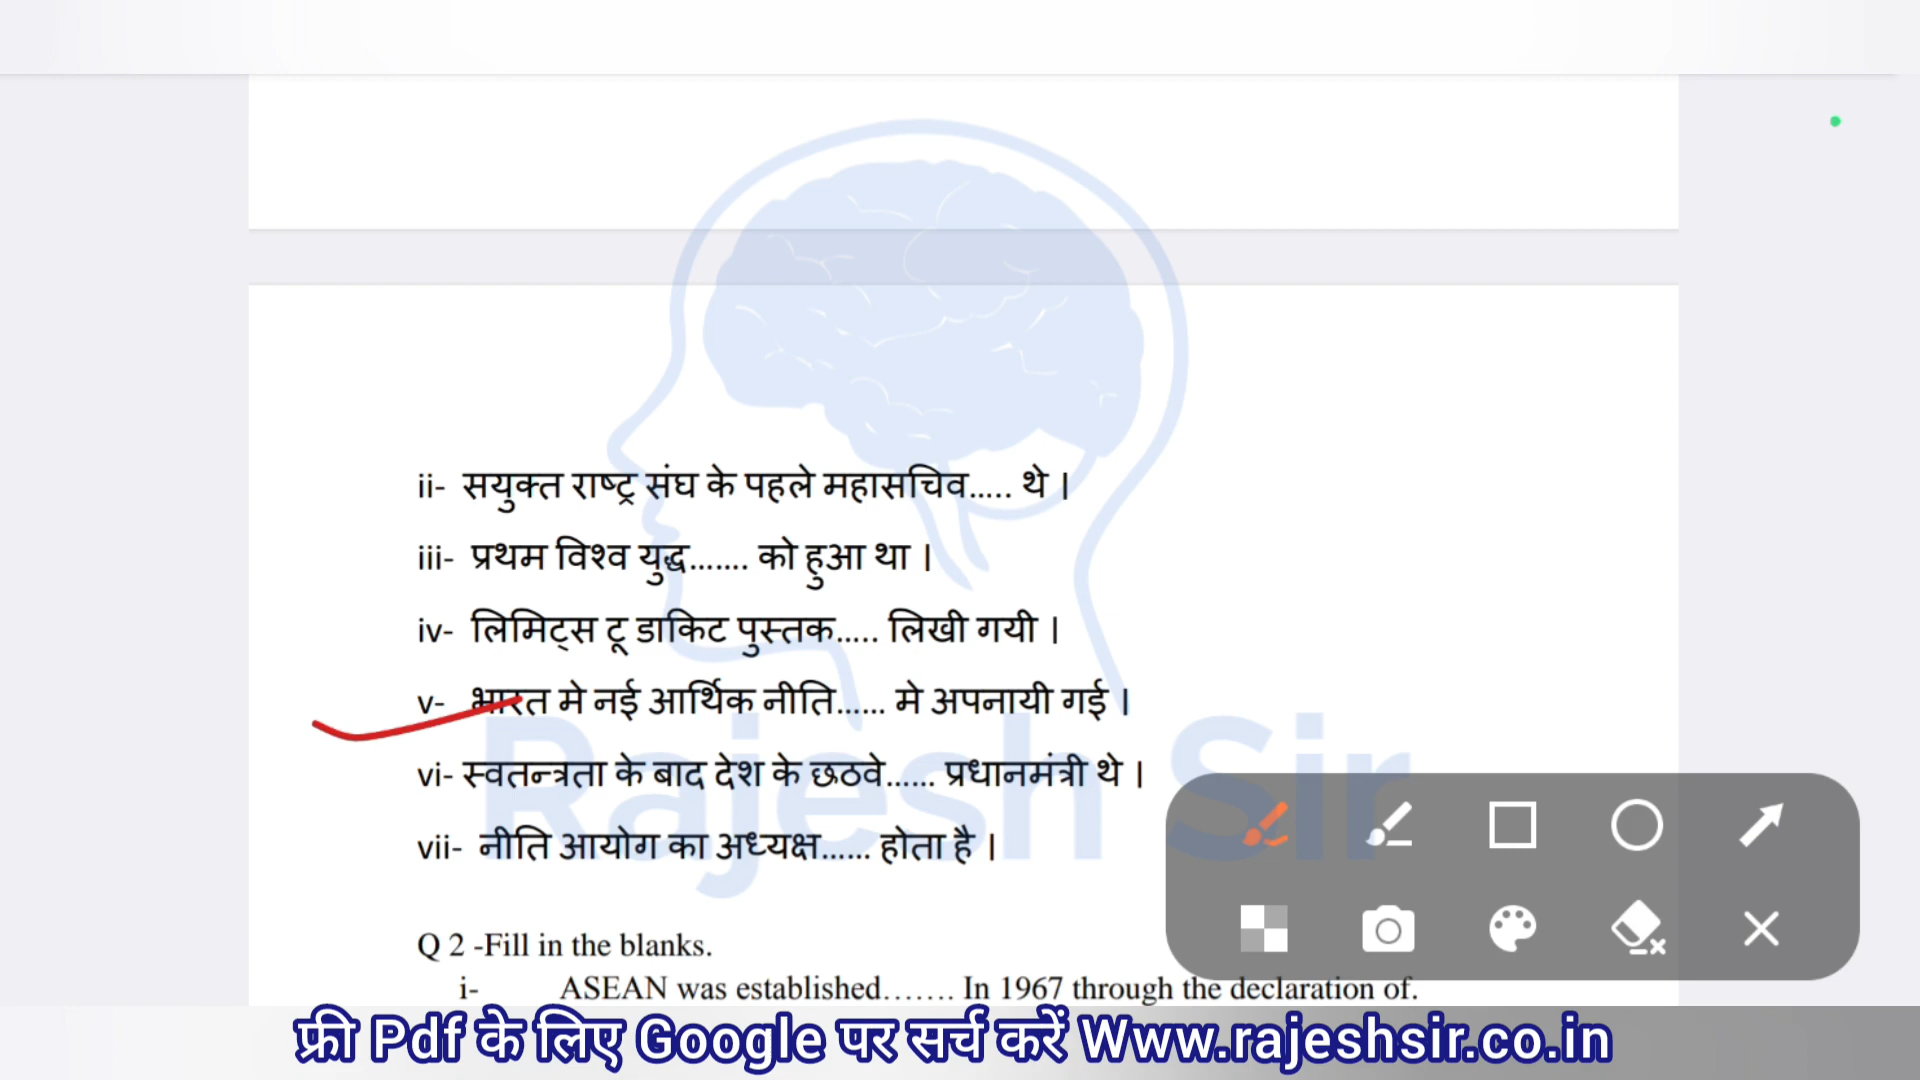 ii- सयुक्त राष्ट्र संघ के पहले महासचिव..... थे |
iii- प्रथम विश्व युद्ध....... को हुआ था |
iv- लिमिट्स टू डाकिट पुस्तक..... लिखी गयी |
v- भारत मे नई आर्थिक नीति...... मे अपनायी गई |
vi- स्वतन्त्रता के बाद देश के छठवे...... प्रधानमंत्री थे |
vii- नीति आयोग का अध्यक्ष...... होता है |
Rajesh Sir
Q 2 -Fill in the blanks.
i- ASEAN was established……. In 1967 through the declaration of.
फ्री Pdf के लिए Google पर सर्च करें Www.rajeshsir.co.in